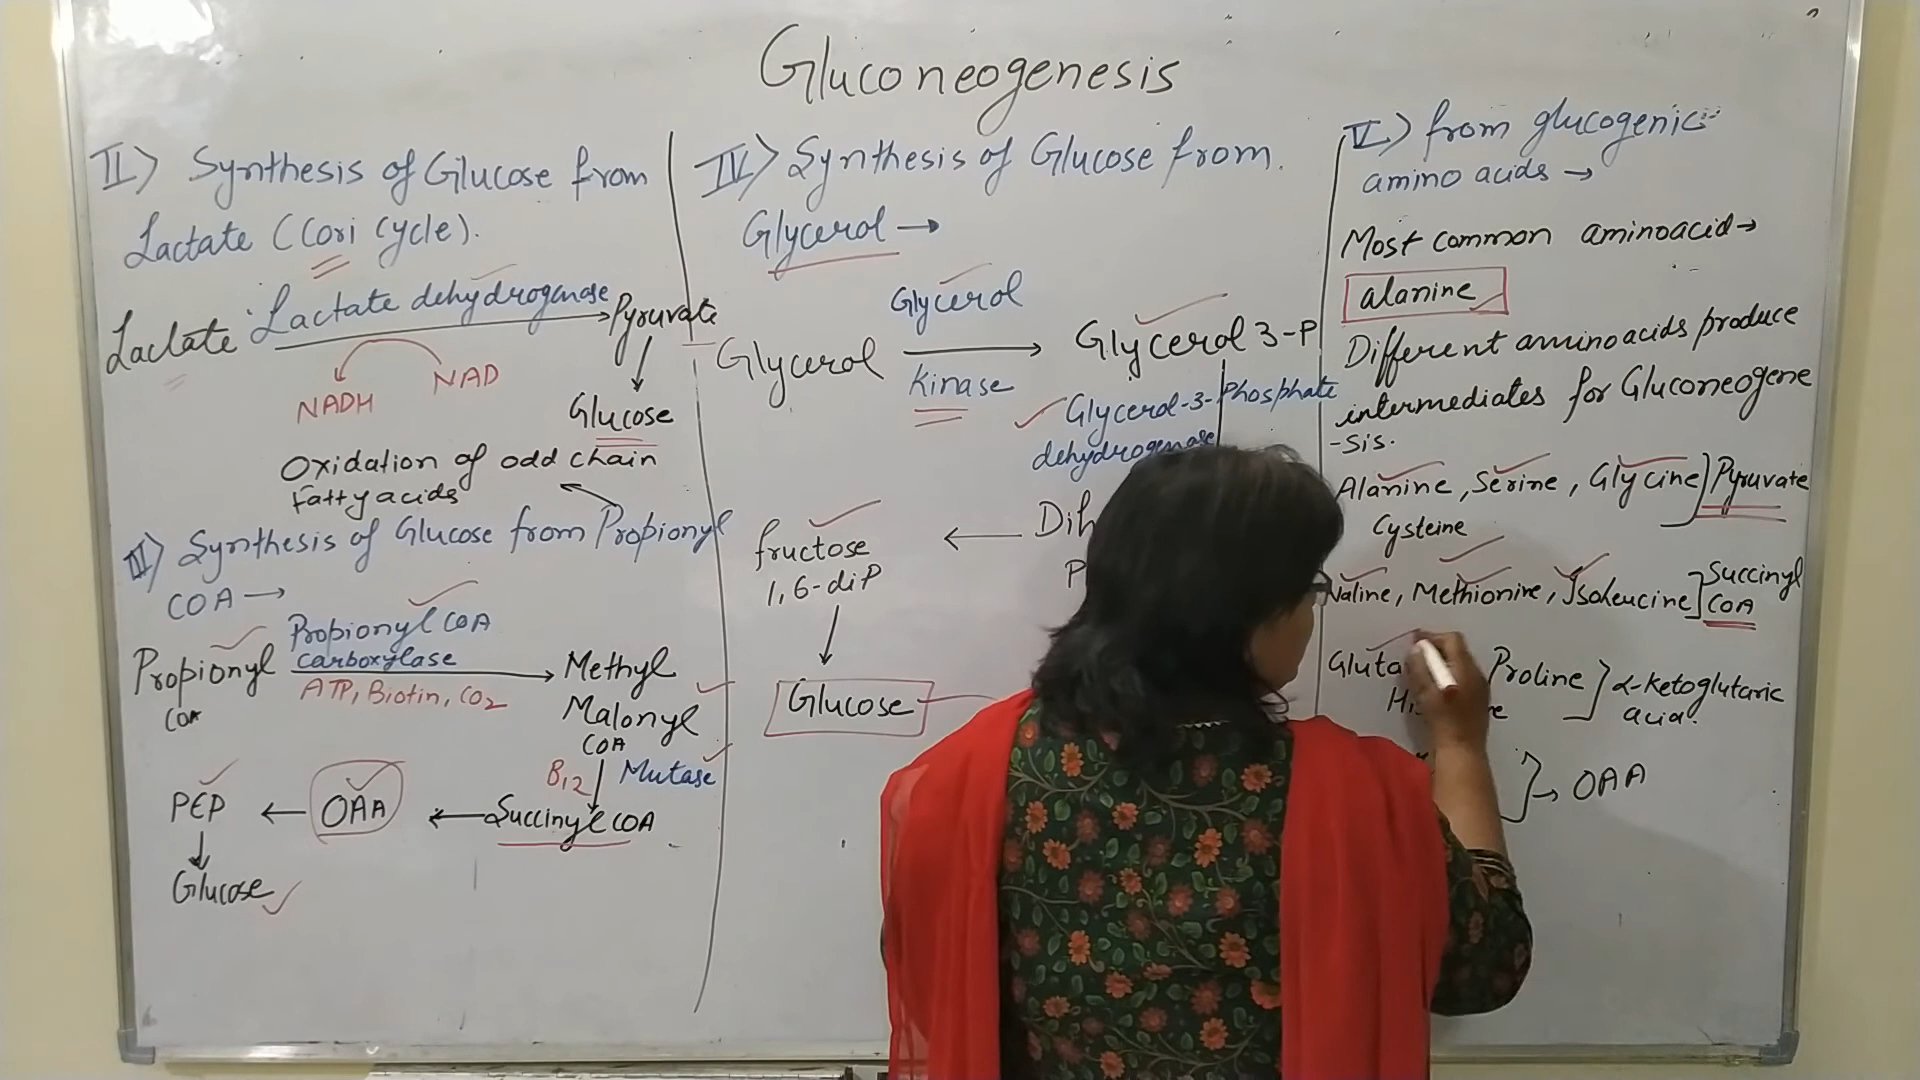 Gluconeogenesis
II) Synthesis of Glucose from
Lactate (Cori Cycle).
Lactate dehydrogenase
Lactate
Pyruvate
NADH
NAD
Glucose
Oxidation of odd chain
Fattyacids
III) Synthesis of Glucose from Propionyl
COA →
Propionyl COA
carboxylase
Propionyl
COA
ATP, Biotin, CO2
Methyl
Malonyl
COA
B12
Mutase
PEP ← OAA ← Succinyl COA
Glucose
IV) Synthesis of Glucose from.
Glycerol →
Glycerol
Glycerol → Glycerol 3-P
Kinase
Glycerol-3-Phosphate
dehydrogenase
fructose ← Dih
1,6-diP
P
Glucose
V) from glucogenic
amino acids →
Most common aminoacid →
alanine
Different aminoacids produce
intermediates for Gluconeogene
-sis.
Alanine, Serine, Glycine] Pyruvate
Cysteine
Valine, Methionine, Isoleucine] Succinyl
COA
Proline } α-ketoglutaric
acid.
} → OAA